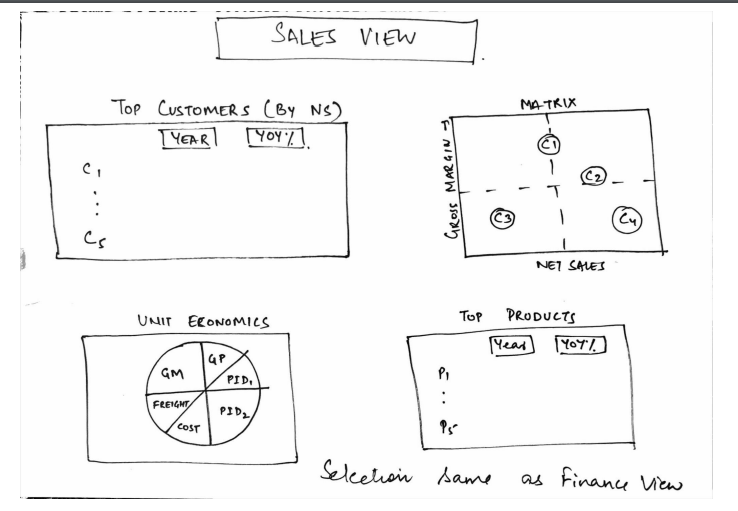 SALES VIEW
TOP CUSTOMERS (BY NS)
YEAR YOY%
C1
C5
MATRIX
GROSS MARGIN →
C1
C2
C3
C4
NET SALES
UNIT ECONOMICS
GM
GP
PID1
FREIGHT
COST
PID2
TOP PRODUCTS
Year YOY%
P1
P5
Selection same as Finance View